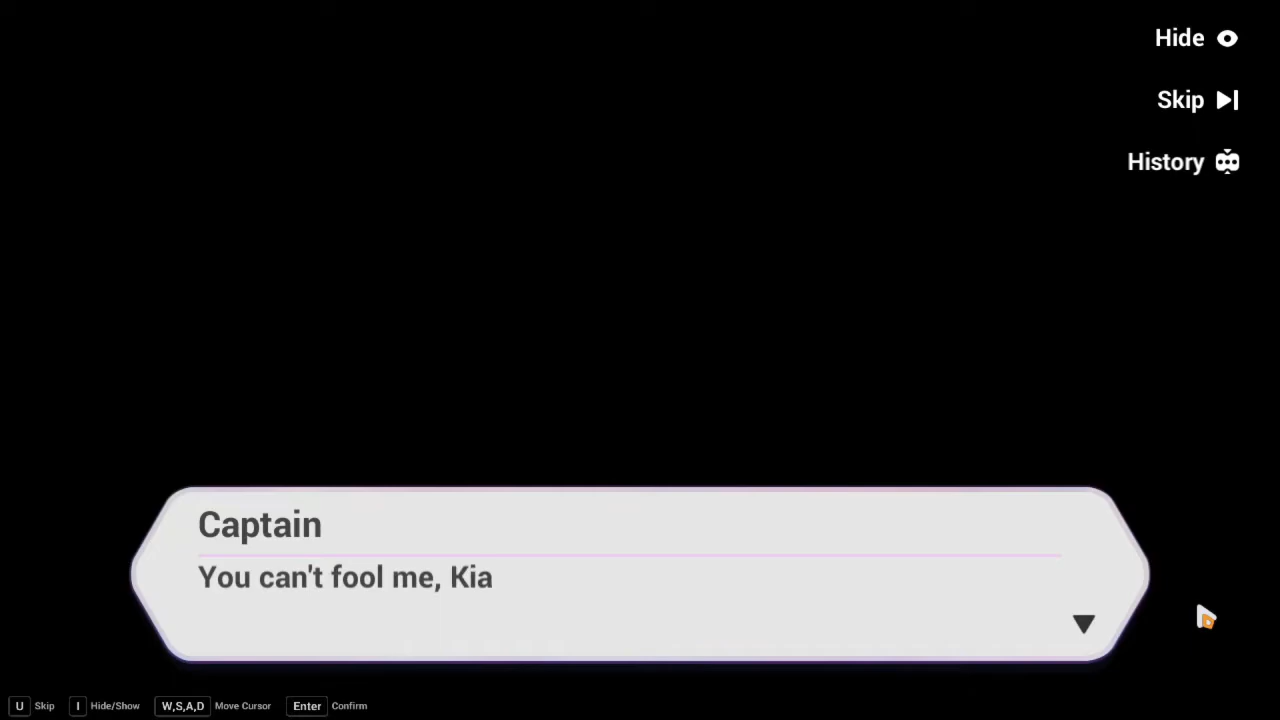 Hide
Skip
History
Captain
You can't fool me, Kia
U Skip I Hide/Show W,S,A,D Move Cursor Enter Confirm